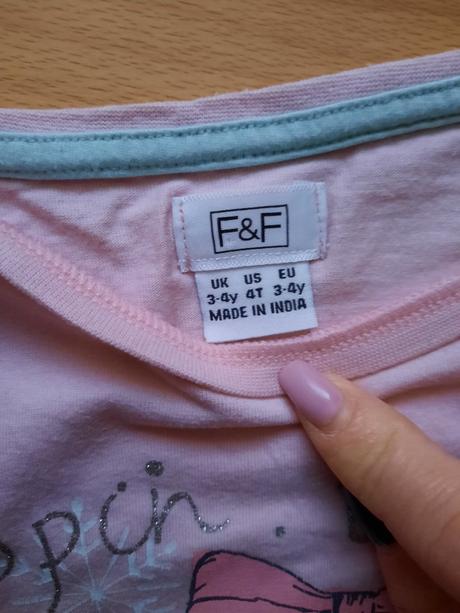 F&F
UK US EU
3-4y 4T 3-4y
MADE IN INDIA